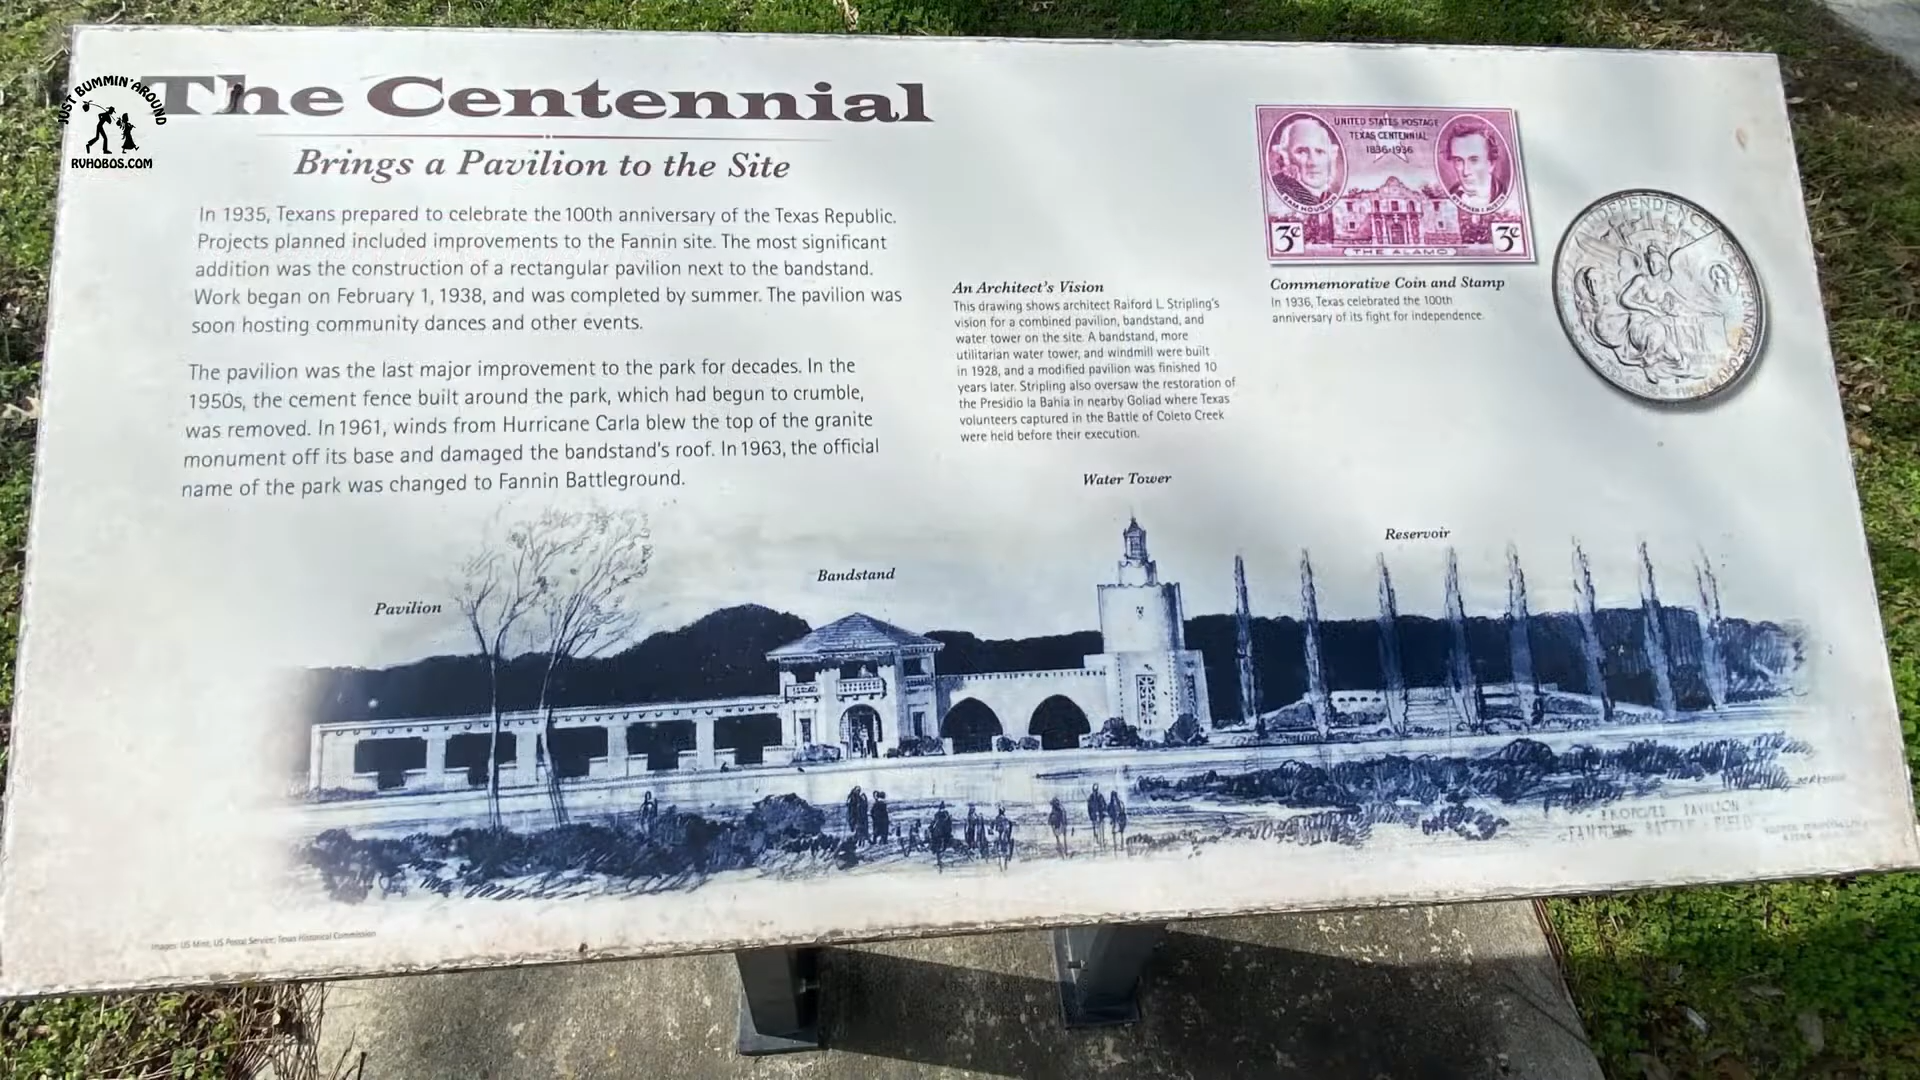 JUST BUMMIN' AROUND
RVHOBOS.COM
The Centennial
Brings a Pavilion to the Site
In 1935, Texans prepared to celebrate the 100th anniversary of the Texas Republic.
Projects planned included improvements to the Fannin site. The most significant
addition was the construction of a rectangular pavilion next to the bandstand.
Work began on February 1, 1938, and was completed by summer. The pavilion was
soon hosting community dances and other events.
The pavilion was the last major improvement to the park for decades. In the
1950s, the cement fence built around the park, which had begun to crumble,
was removed. In 1961, winds from Hurricane Carla blew the top of the granite
monument off its base and damaged the bandstand's roof. In 1963, the official
name of the park was changed to Fannin Battleground.
An Architect's Vision
This drawing shows architect Raiford L. Stripling's
vision for a combined pavilion, bandstand, and
water tower on the site. A bandstand, more
utilitarian water tower, and windmill were built
in 1928, and a modified pavilion was finished 10
years later. Stripling also oversaw the restoration of
the Presidio la Bahia in nearby Goliad where Texas
volunteers captured in the Battle of Coleto Creek
were held before their execution.
UNITED STATES POSTAGE
TEXAS CENTENNIAL
1836-1936
SAM HOUSTON
STEPHEN F. AUSTIN
3c
3c
THE ALAMO
Commemorative Coin and Stamp
In 1936, Texas celebrated the 100th
anniversary of its fight for independence.
INDEPENDENCE
Water Tower
Reservoir
Bandstand
Pavilion
PROPOSED PAVILION
FANNIN BATTLE FIELD
Images: US Mint; US Postal Service; Texas Historical Commission